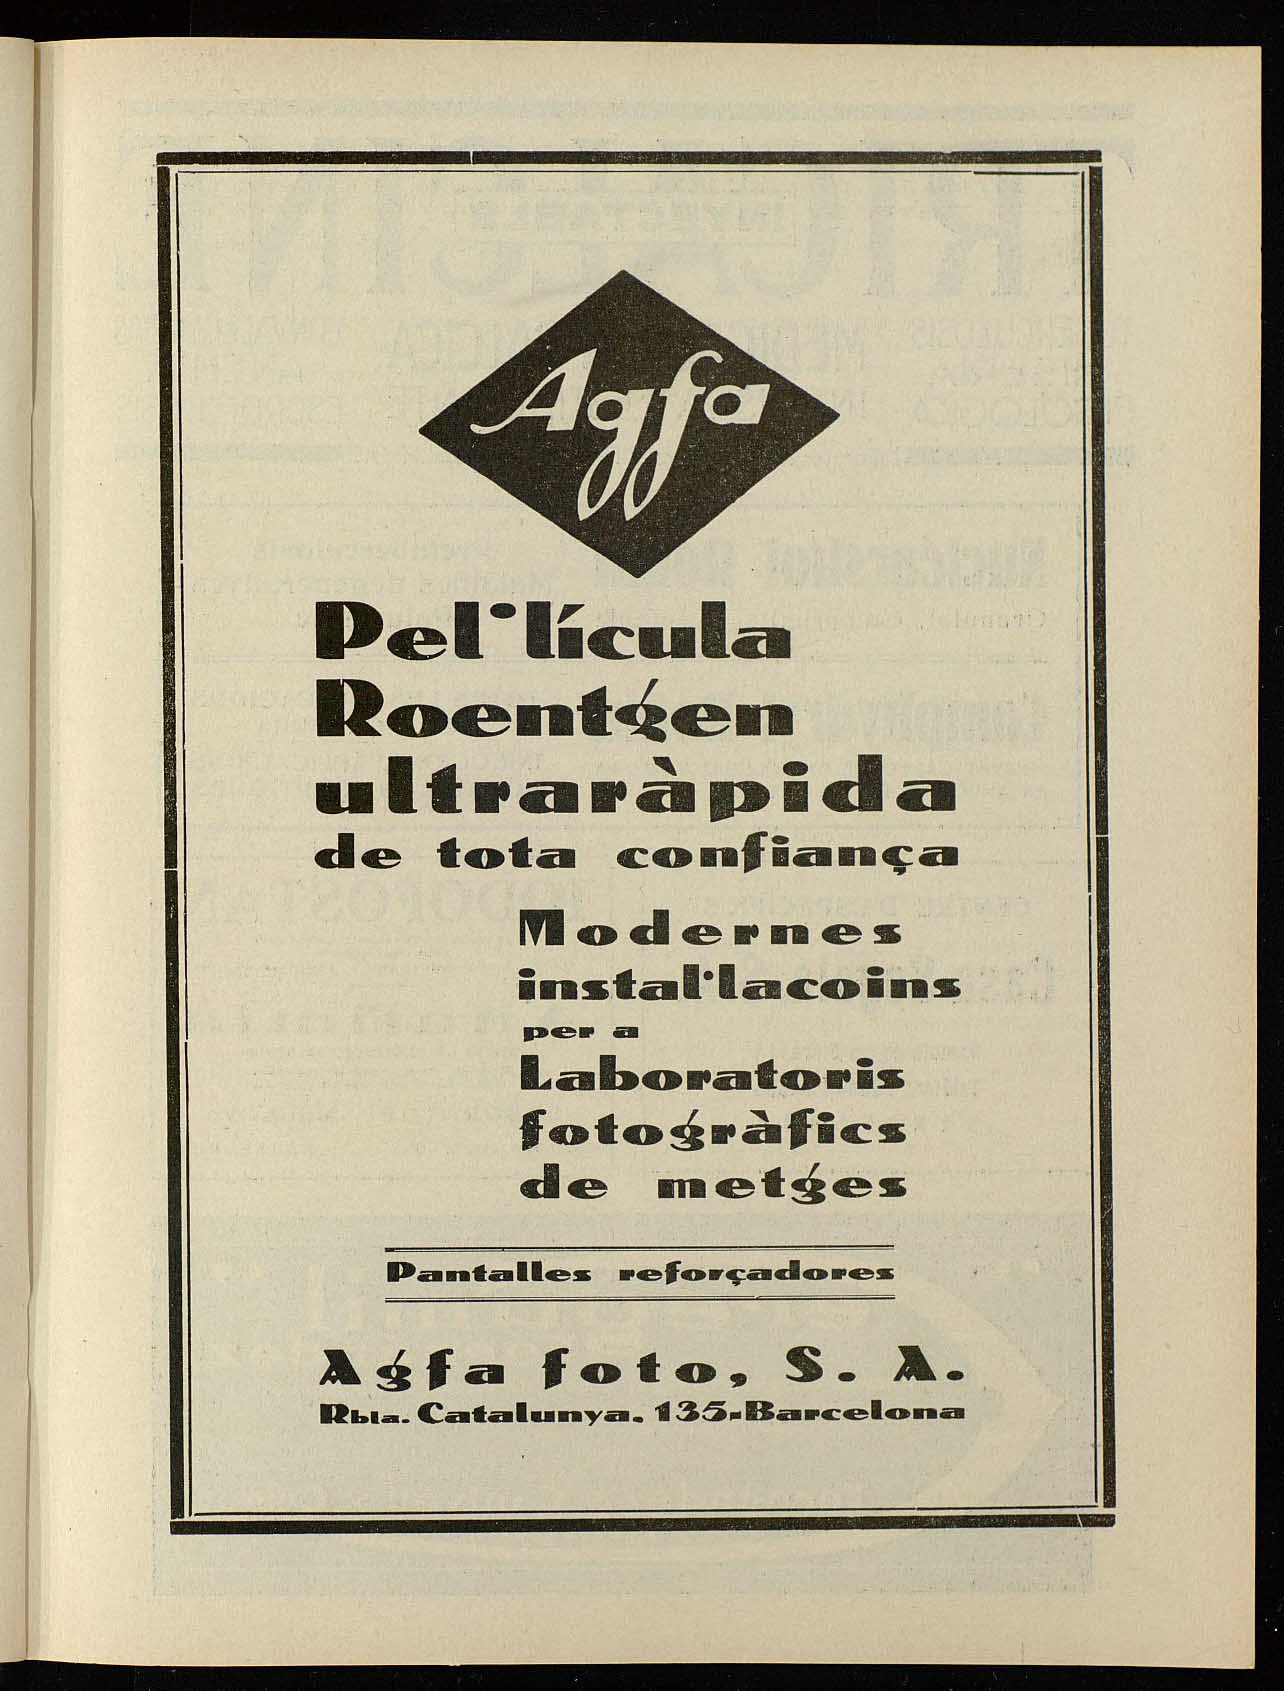 Agfa
Pel·lícula
Roentgen
ultraràpida
de tota confiança
Modernes
instal·lacoins
per a
Laboratoris
fotogràfics
de metges
Pantalles reforçadores
Agfa foto, S. A.
Rbla. Catalunya, 135-Barcelona